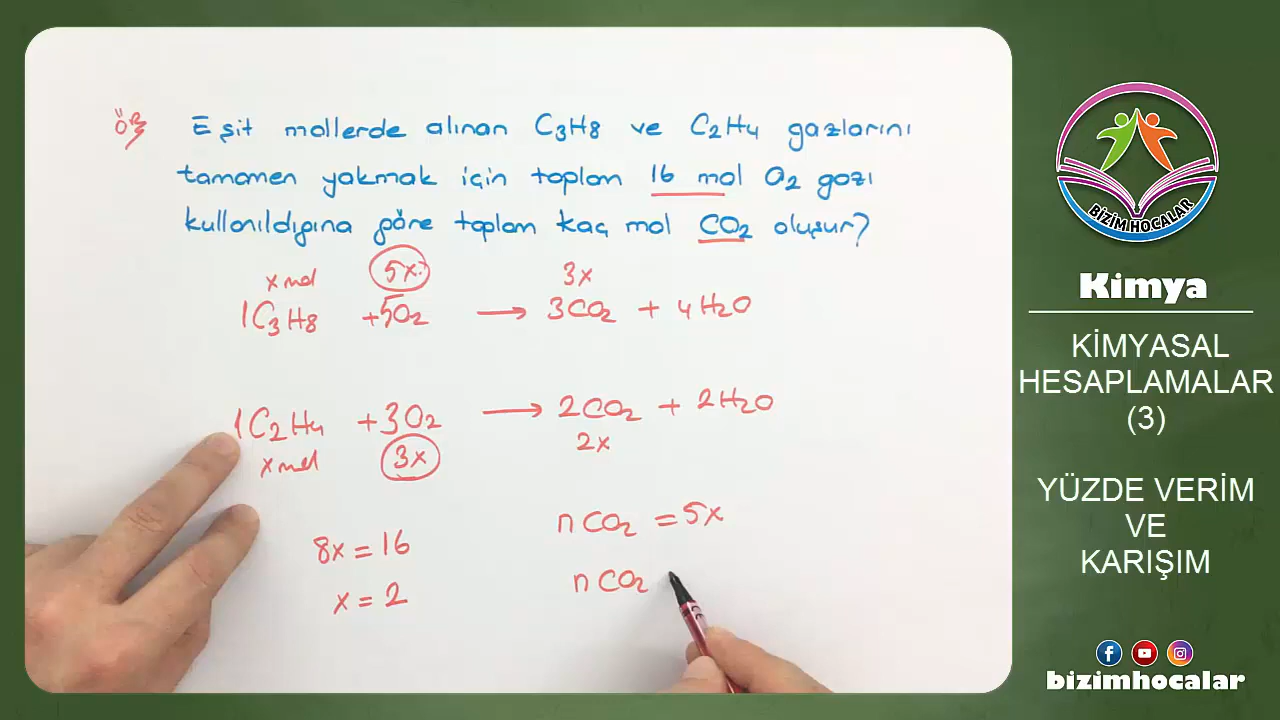 Ör Eşit mollerde alınan C₃H₈ ve C₂H₄ gazlarını
tamamen yakmak için toplam 16 mol O₂ gazı
kullanıldığına göre toplam kaç mol CO₂ oluşur?
x mol 5x 3x
1C₃H₈ + 5O₂ → 3CO₂ + 4H₂O
1C₂H₄ + 3O₂ → 2CO₂ + 2H₂O
x mol 3x 2x
8x = 16
x = 2
nCO₂ = 5x
nCO₂
BİZİM HOCALAR
Kimya
KİMYASAL
HESAPLAMALAR
(3)
YÜZDE VERİM
VE
KARIŞIM
bizimhocalar